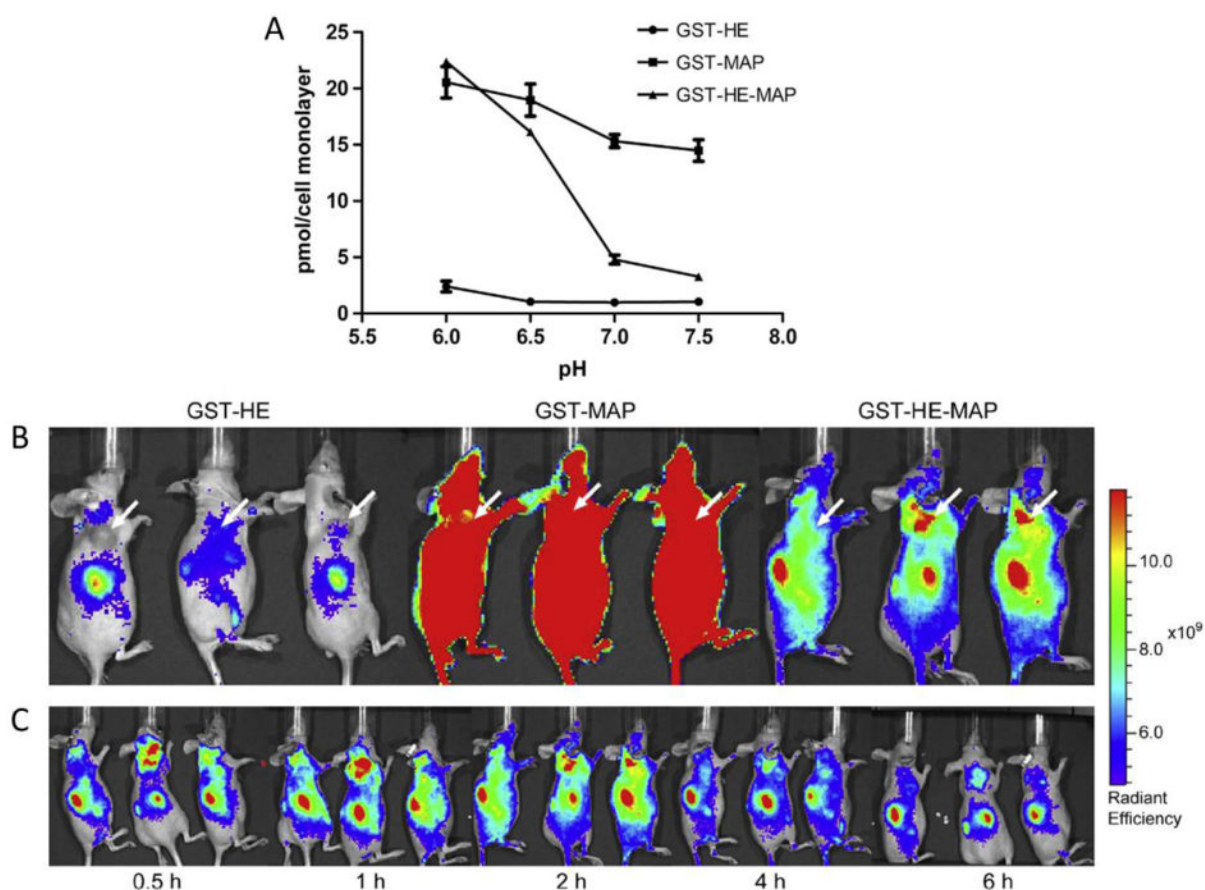 A
25
20
15
10
5
0
pmol/cell monolayer
5.5 6.0 6.5 7.0 7.5 8.0
pH
GST-HE
GST-MAP
GST-HE-MAP
B
GST-HE GST-MAP GST-HE-MAP
10.0
8.0
x10⁹
6.0
Radiant
Efficiency
C
0.5 h 1 h 2 h 4 h 6 h